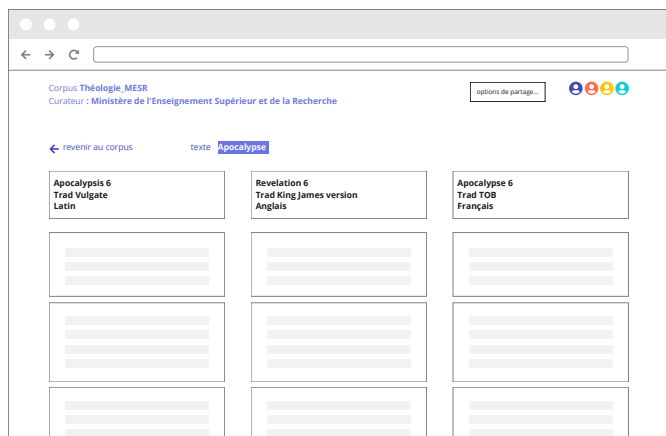 Corpus Théologie_MESR
Curateur : Ministère de l'Enseignement Supérieur et de la Recherche
options de partage...
revenir au corpus
texte Apocalypse
Apocalypsis 6
Trad Vulgate
Latin
Revelation 6
Trad King James version
Anglais
Apocalypse 6
Trad TOB
Français